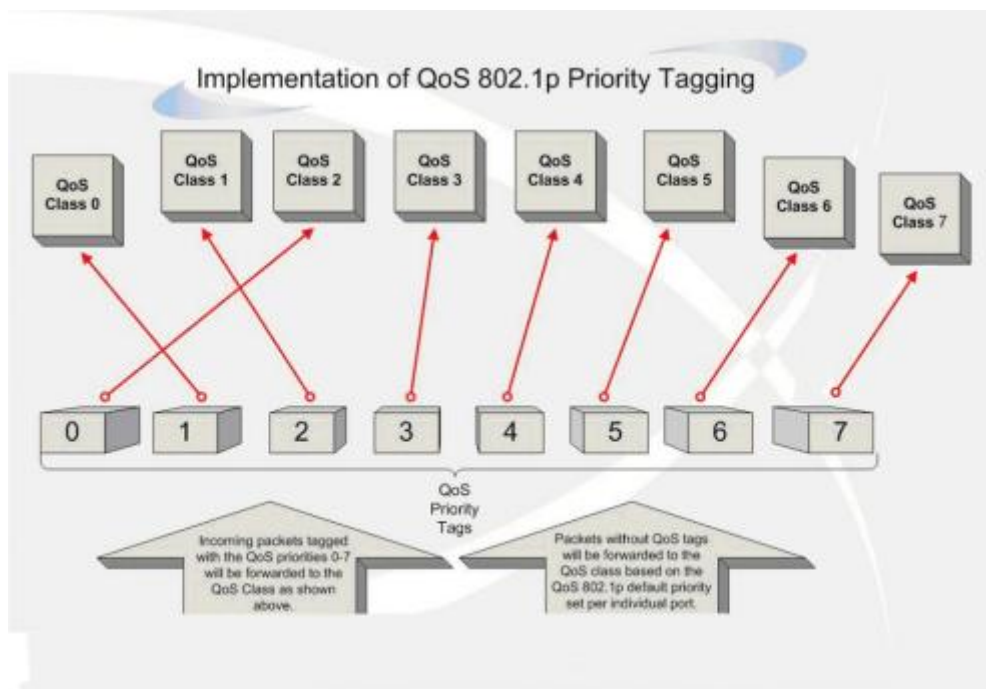 Implementation of QoS 802.1p Priority Tagging
QoS
Class 0
QoS
Class 1
QoS
Class 2
QoS
Class 3
QoS
Class 4
QoS
Class 5
QoS
Class 6
QoS
Class 7
0
1
2
3
4
5
6
7
QoS
Priority
Tags
Incoming packets tagged
with the QoS priorities 0-7
will be forwarded to the
QoS Class as shown
above.
Packets without QoS tags
will be forwarded to the
QoS class based on the
QoS 802.1p default priority
set per individual port.